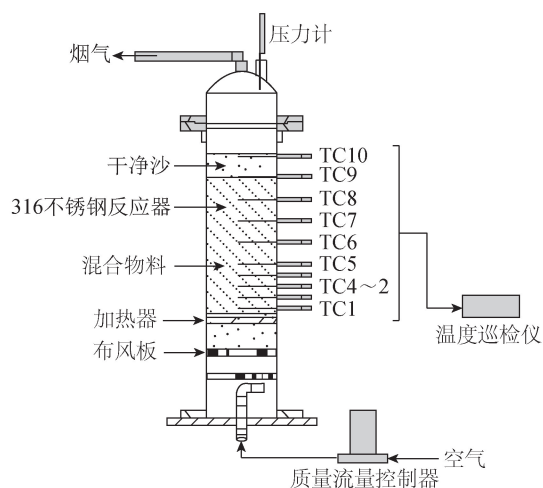 烟气
压力计
干净沙
316不锈钢反应器
混合物料
加热器
布风板
TC10
TC9
TC8
TC7
TC6
TC5
TC4～2
TC1
温度巡检仪
空气
质量流量控制器